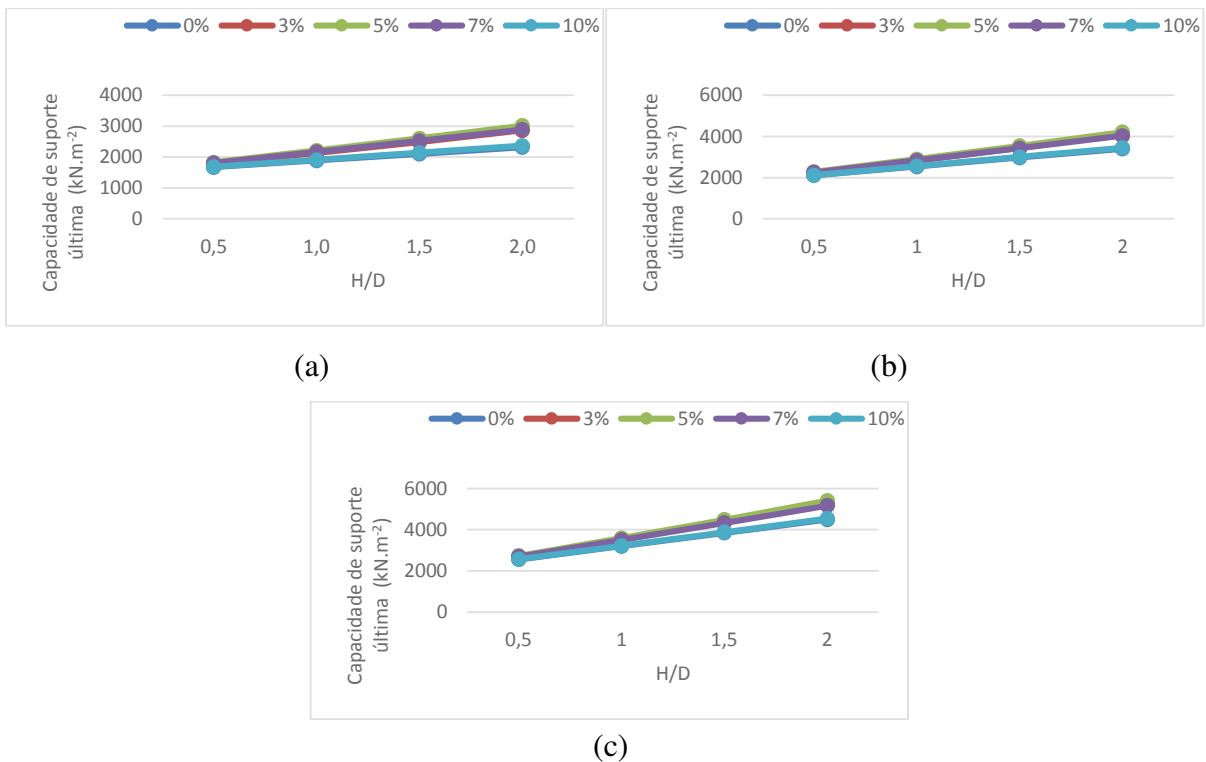 0% 3% 5% 7% 10%
Capacidade de suporte
última (kN.m-2)
4000
3000
2000
1000
0
0,5 1,0 1,5 2,0
H/D
(a)
0% 3% 5% 7% 10%
Capacidade de suporte
última (kN.m-2)
6000
4000
2000
0
0,5 1 1,5 2
H/D
(b)
0% 3% 5% 7% 10%
Capacidade de suporte
última (kN.m-2)
6000
4000
2000
0
0,5 1 1,5 2
H/D
(c)